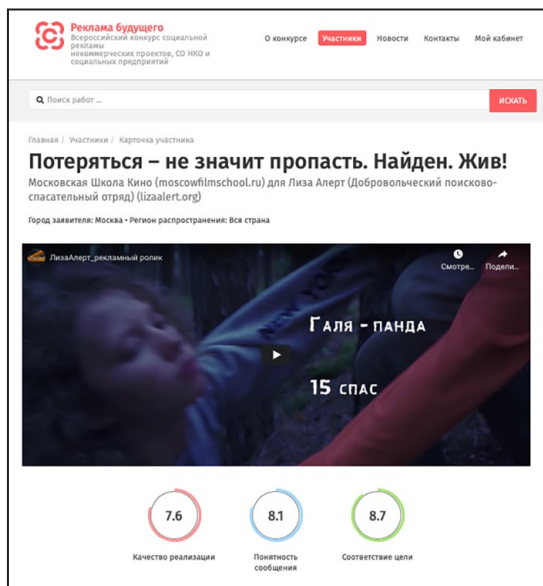 Реклама будущего
Всероссийский конкурс социальной
рекламы
некоммерческих проектов, СО НКО и
социальных предприятий
О конкурсе Участники Новости Контакты Мой кабинет
Поиск работ ...
ИСКАТЬ
Главная / Участники / Карточка участника
Потеряться – не значит пропасть. Найден. Жив!
Московская Школа Кино (moscowfilmschool.ru) для Лиза Алерт (Добровольческий поисково-
спасательный отряд) (lizaalert.org)
Город заявителя: Москва • Регион распространения: Вся страна
ЛизаАлерт_рекламный ролик
Смотре... Подели...
NEW YORK
Галя - панда
15 спас
7.6 8.1 8.7
Качество реализации Понятность Соответствие цели
сообщения